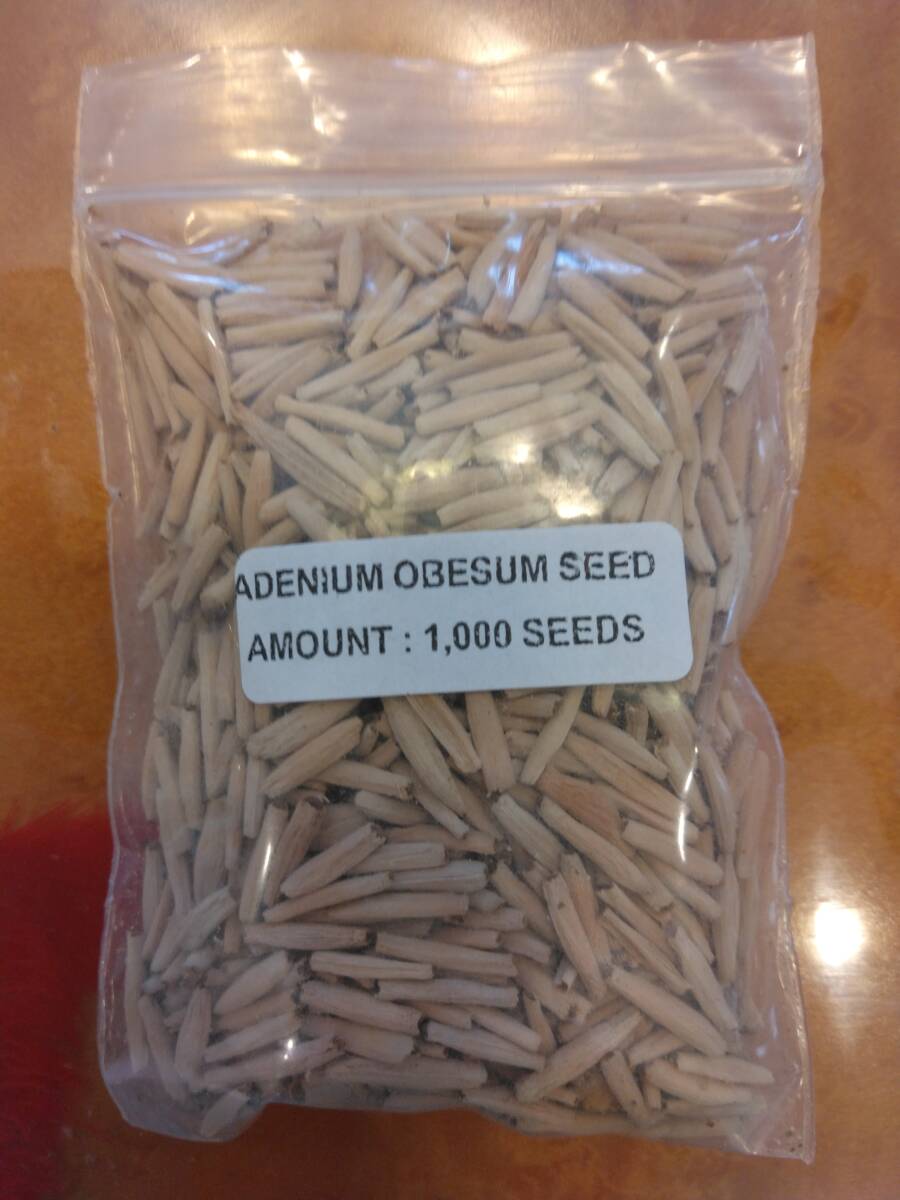 ADENIUM OBESUM SEED
AMOUNT : 1,000 SEEDS